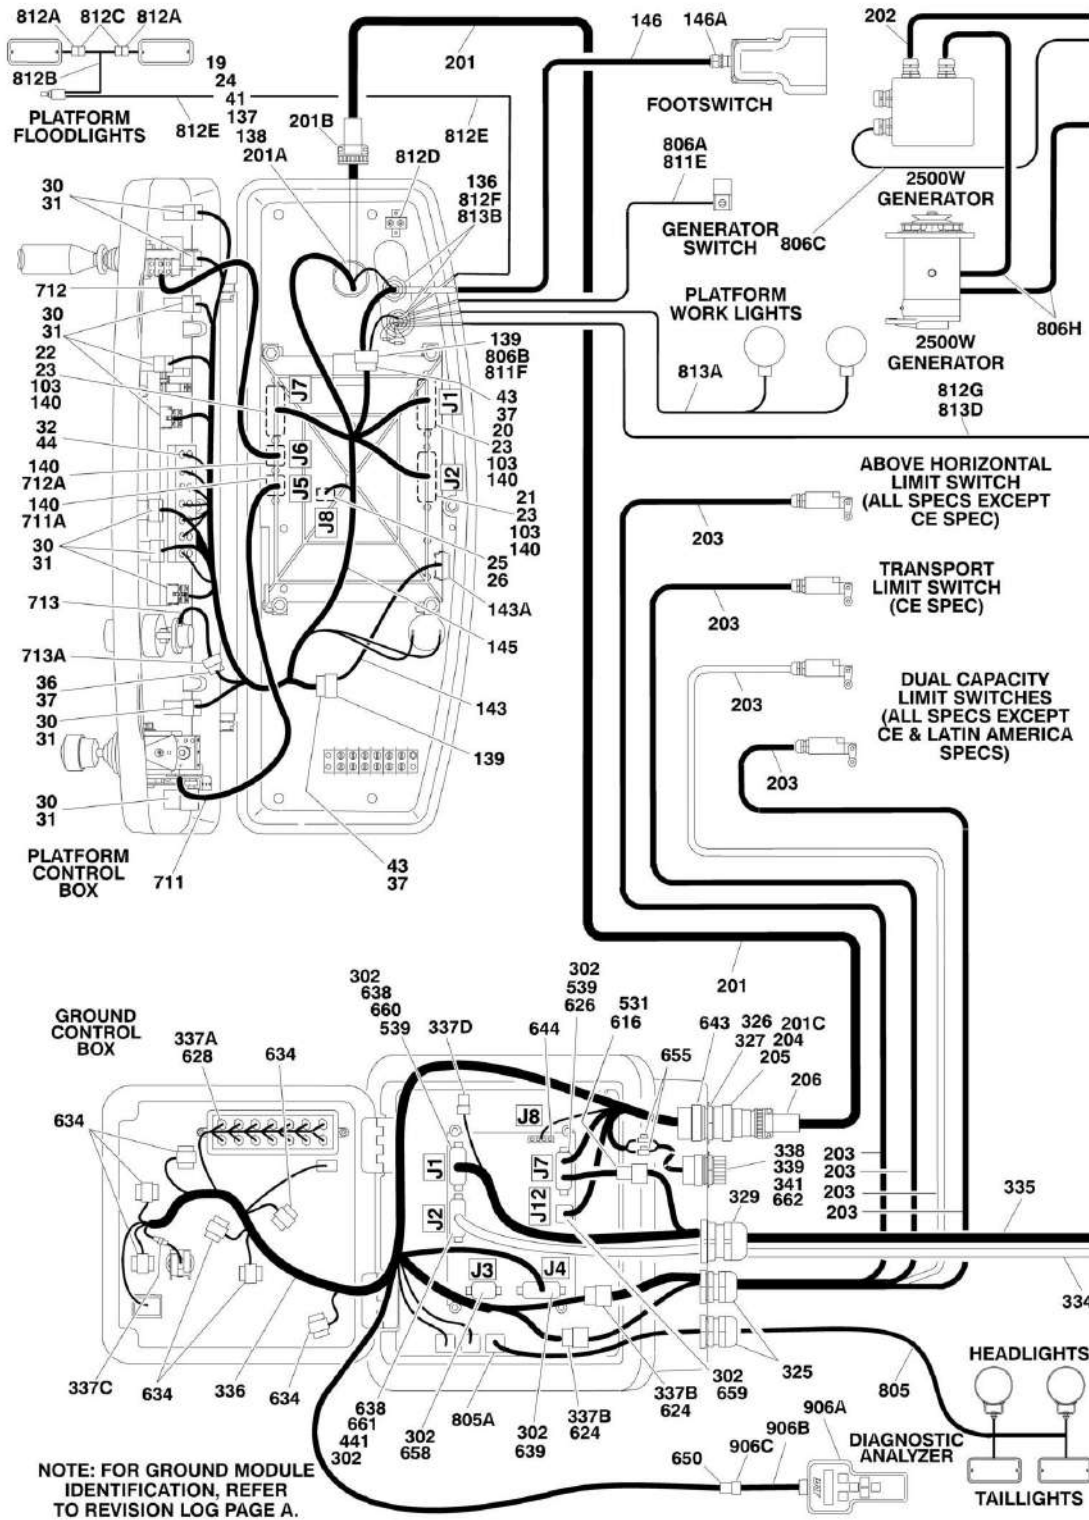 812A 812C 812A
812B
PLATFORM
FLOODLIGHTS
19
24
41
137
138
812E
201A
201B
201
812E
812D
146 146A
FOOTSWITCH
202
806A
811E
GENERATOR
SWITCH
136
812F
813B
2500W
GENERATOR
806C
PLATFORM
WORK LIGHTS
806H
2500W
GENERATOR
813A
812G
813D
30
31
712
30
31
22
23
103
140
32
44
140
712A
140
711A
30
31
713
713A
36
37
30
31
30
31
PLATFORM
CONTROL
BOX
711
J7
J6
J5
J8
J1
J2
139
806B
811F
43
37
20
23
103
140
21
23
103
140
25
26
143A
145
143
139
43
37
ABOVE HORIZONTAL
LIMIT SWITCH
(ALL SPECS EXCEPT
CE SPEC)
203
TRANSPORT
LIMIT SWITCH
(CE SPEC)
203
DUAL CAPACITY
LIMIT SWITCHES
(ALL SPECS EXCEPT
CE & LATIN AMERICA
SPECS)
203
203
201
GROUND
CONTROL
BOX
337A
628
634
634
302
638
660
539
337D
644
302
539
626
531
616
655
643
326
327
201C
204
205
206
J8
J1
J7
J2
J12
J3
J4
338
339
341
662
329
203
203
203
203
335
334
337C
634
336
634
638
661
441
302
302
658
805A
302
639
337B
624
337B
624
302
659
325
805
HEADLIGHTS
906A
906B
906C
650
DIAGNOSTIC
ANALYZER
TAILLIGHTS
NOTE: FOR GROUND MODULE
IDENTIFICATION, REFER
TO REVISION LOG PAGE A.